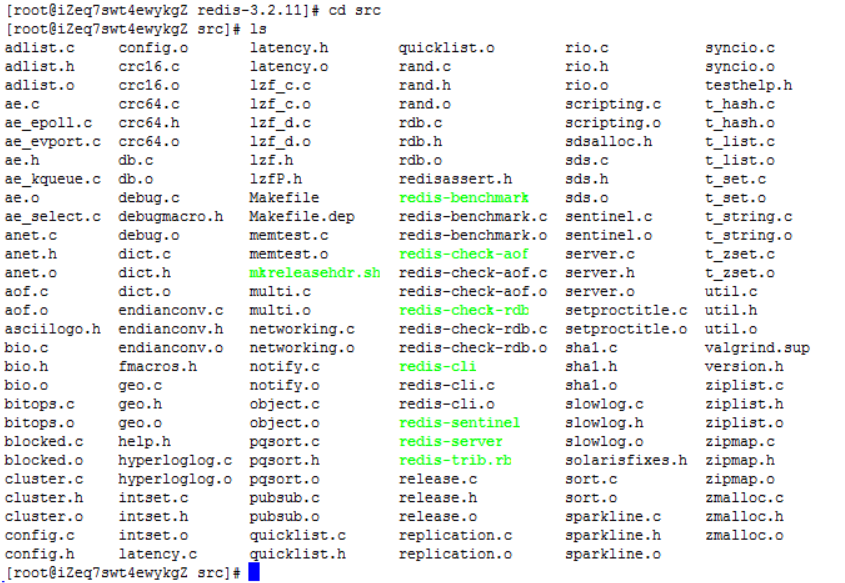 [root@iZeq7swt4ewykgZ redis-3.2.11]# cd src
[root@iZeq7swt4ewykgZ src]# ls
adlist.c config.o latency.h quicklist.o rio.c syncio.c
adlist.h crc16.c latency.o rand.c rio.h syncio.o
adlist.o crc16.o lzf_c.c rand.h rio.o testhelp.h
ae.c crc64.c lzf_c.o rand.o scripting.c t_hash.c
ae_epoll.c crc64.h lzf_d.c rdb.c scripting.o t_hash.o
ae_evport.c crc64.o lzf_d.o rdb.h sdsalloc.h t_list.c
ae.h db.c lzf.h rdb.o sds.c t_list.o
ae_kqueue.c db.o lzfP.h redisassert.h sds.h t_set.c
ae.o debug.c Makefile redis-benchmark sds.o t_set.o
ae_select.c debugmacro.h Makefile.dep redis-benchmark.c sentinel.c t_string.c
anet.c debug.o memtest.c redis-benchmark.o sentinel.o t_string.o
anet.h dict.c memtest.o redis-check-aof server.c t_zset.c
anet.o dict.h mkreleasehdr.sh redis-check-aof.c server.h t_zset.o
aof.c dict.o multi.c redis-check-aof.o server.o util.c
aof.o endianconv.c multi.o redis-check-rdb setproctitle.c util.h
asciilogo.h endianconv.h networking.c redis-check-rdb.c setproctitle.o util.o
bio.c endianconv.o networking.o redis-check-rdb.o sha1.c valgrind.sup
bio.h fmacros.h notify.c redis-cli sha1.h version.h
bio.o geo.c notify.o redis-cli.c sha1.o ziplist.c
bitops.c geo.h object.c redis-cli.o slowlog.c ziplist.h
bitops.o geo.o object.o redis-sentinel slowlog.h ziplist.o
blocked.c help.h pqsort.c redis-server slowlog.o zipmap.c
blocked.o hyperloglog.c pqsort.h redis-trib.rb solarisfixes.h zipmap.h
cluster.c hyperloglog.o pqsort.o release.c sort.c zipmap.o
cluster.h intset.c pubsub.c release.h sort.o zmalloc.c
cluster.o intset.h pubsub.o release.o sparkline.c zmalloc.h
config.c intset.o quicklist.c replication.c sparkline.h zmalloc.o
config.h latency.c quicklist.h replication.o sparkline.o
[root@iZeq7swt4ewykgZ src]#